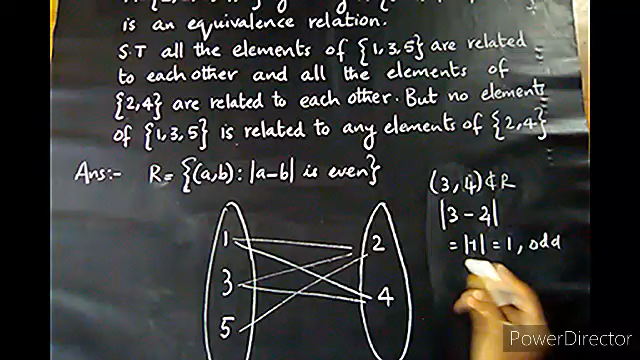 is an equivalence relation.
S.T all the elements of {1,3,5} are related
to each other and all the elements of
{2,4} are related to each other. But no elements
of {1,3,5} is related to any elements of {2,4}
Ans:- R = {(a,b) : |a-b| is even}
(3,4) ∉ R
|3-4|
= |-1| = 1, odd
1
3
5
2
4
PowerDirector